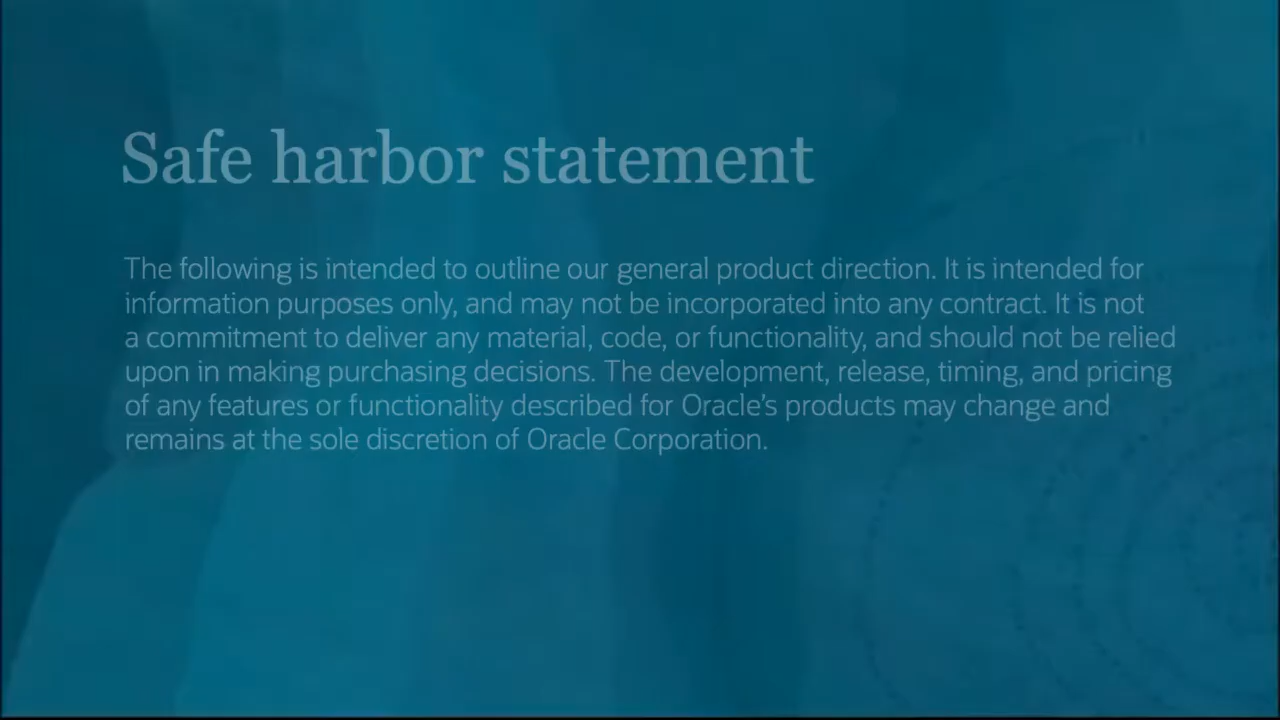 Safe harbor statement
The following is intended to outline our general product direction. It is intended for
information purposes only, and may not be incorporated into any contract. It is not
a commitment to deliver any material, code, or functionality, and should not be relied
upon in making purchasing decisions. The development, release, timing, and pricing
of any features or functionality described for Oracle’s products may change and
remains at the sole discretion of Oracle Corporation.